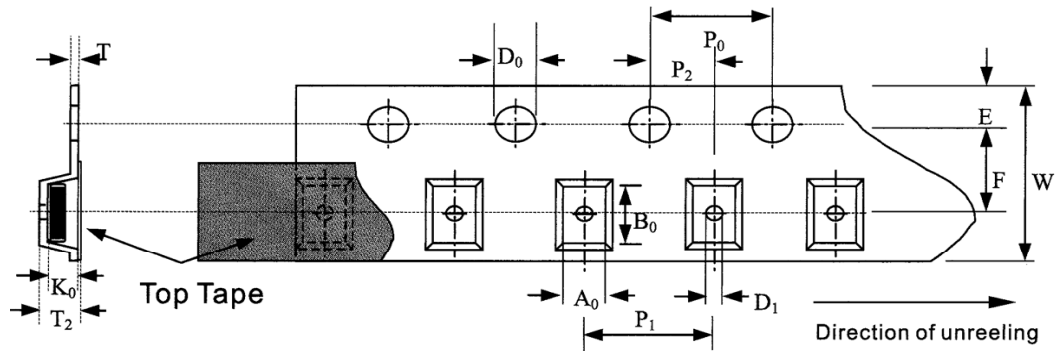 T
D₀
P₀
P₂
E
F
W
B₀
K₀
Top Tape
A₀
D₁
T₂
P₁
Direction of unreeling